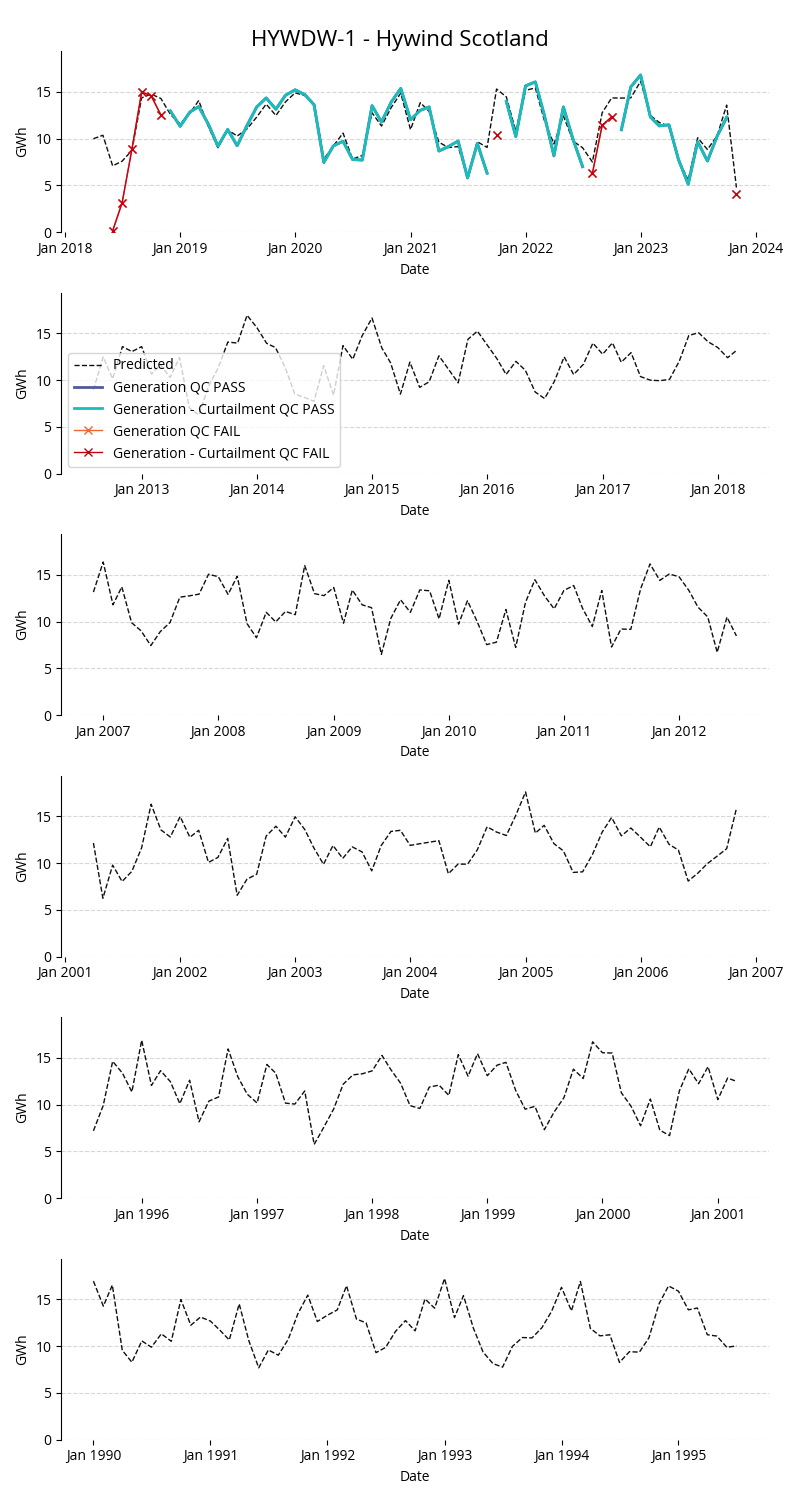 HYWDW-1 - Hywind Scotland
15
10
5
0
GWh
Jan 2018 Jan 2019 Jan 2020 Jan 2021 Jan 2022 Jan 2023 Jan 2024
Date
15
10
5
0
GWh
Predicted
Generation QC PASS
Generation - Curtailment QC PASS
Generation QC FAIL
Generation - Curtailment QC FAIL
Jan 2013 Jan 2014 Jan 2015 Jan 2016 Jan 2017 Jan 2018
Date
15
10
5
0
GWh
Jan 2007 Jan 2008 Jan 2009 Jan 2010 Jan 2011 Jan 2012
Date
15
10
5
0
GWh
Jan 2001 Jan 2002 Jan 2003 Jan 2004 Jan 2005 Jan 2006 Jan 2007
Date
15
10
5
0
GWh
Jan 1996 Jan 1997 Jan 1998 Jan 1999 Jan 2000 Jan 2001
Date
15
10
5
0
GWh
Jan 1990 Jan 1991 Jan 1992 Jan 1993 Jan 1994 Jan 1995
Date